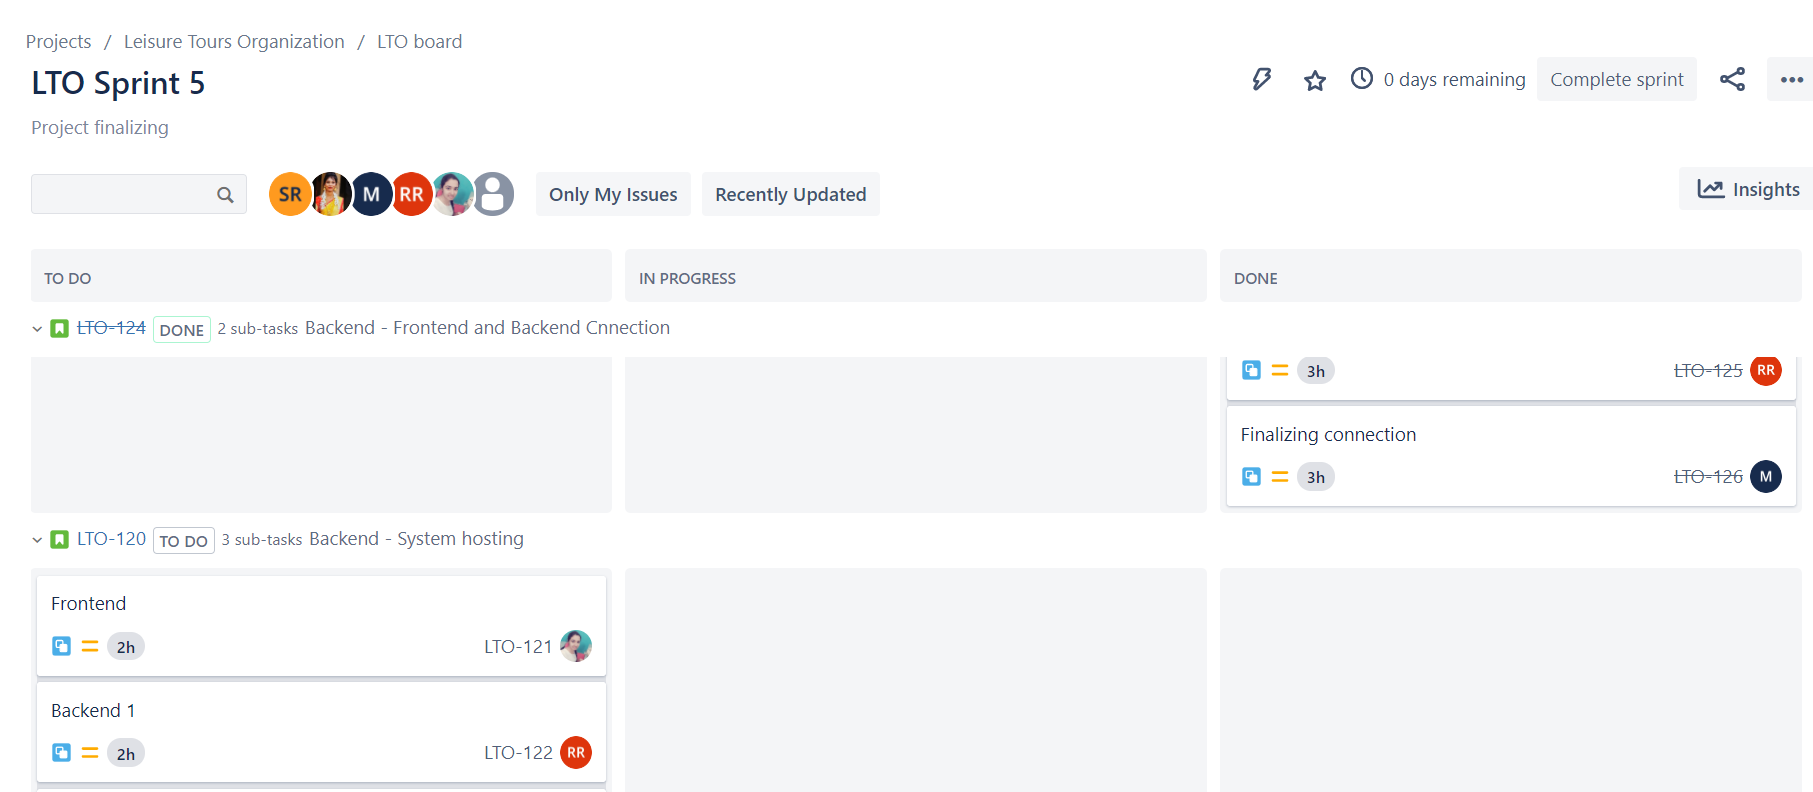 Projects / Leisure Tours Organization / LTO board
LTO Sprint 5
0 days remaining
Complete sprint
Project finalizing
SR
M
RR
Only My Issues
Recently Updated
Insights
TO DO
IN PROGRESS
DONE
LTO-124 DONE 2 sub-tasks Backend - Frontend and Backend Cnnection
3h LTO-125 RR
Finalizing connection
3h LTO-126 M
LTO-120 TO DO 3 sub-tasks Backend - System hosting
Frontend
2h LTO-121
Backend 1
2h LTO-122 RR